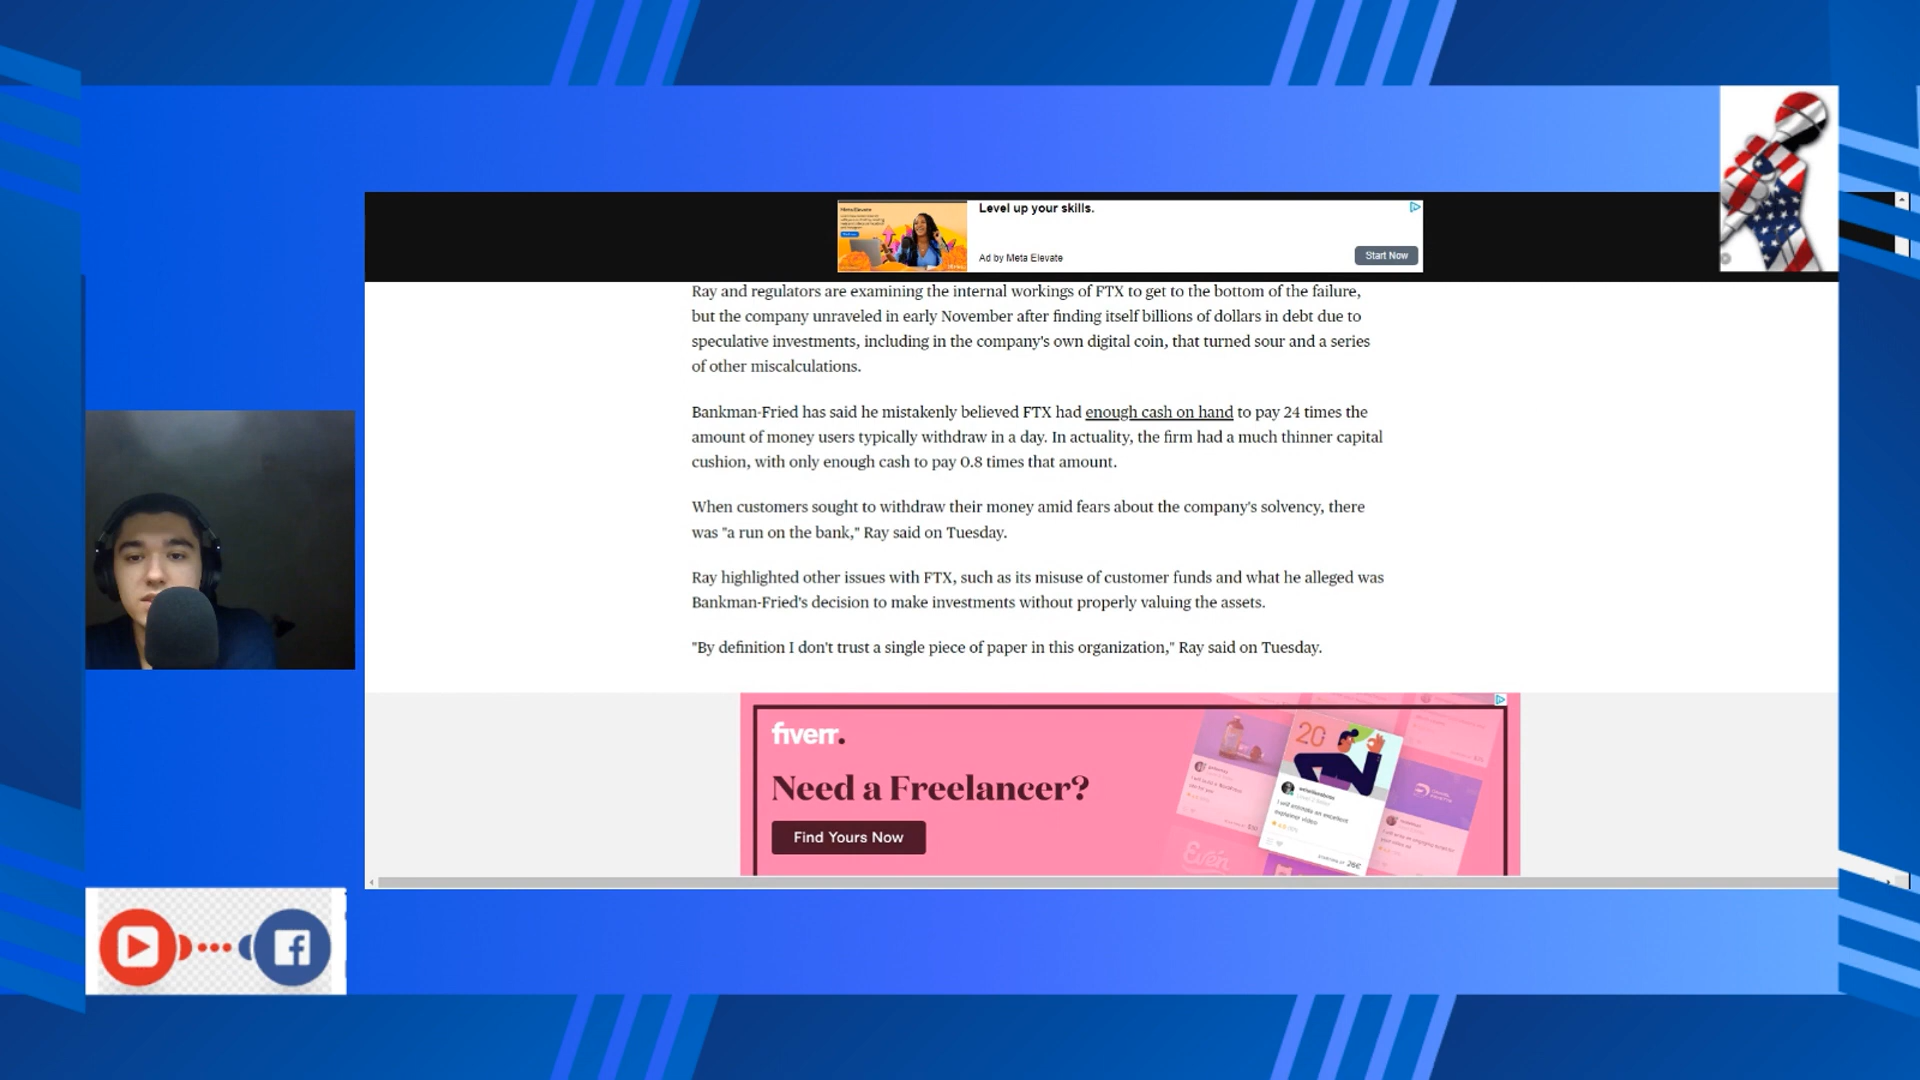 Level up your skills.
Ad by Meta Elevate
Start Now
Ray and regulators are examining the internal workings of FTX to get to the bottom of the failure,
but the company unraveled in early November after finding itself billions of dollars in debt due to
speculative investments, including in the company's own digital coin, that turned sour and a series
of other miscalculations.
Bankman-Fried has said he mistakenly believed FTX had enough cash on hand to pay 24 times the
amount of money users typically withdraw in a day. In actuality, the firm had a much thinner capital
cushion, with only enough cash to pay 0.8 times that amount.
When customers sought to withdraw their money amid fears about the company's solvency, there
was "a run on the bank," Ray said on Tuesday.
Ray highlighted other issues with FTX, such as its misuse of customer funds and what he alleged was
Bankman-Fried's decision to make investments without properly valuing the assets.
"By definition I don't trust a single piece of paper in this organization," Ray said on Tuesday.
fiverr.
Need a Freelancer?
Find Yours Now
20
I will animate an excellent
explainer video
26€
Even